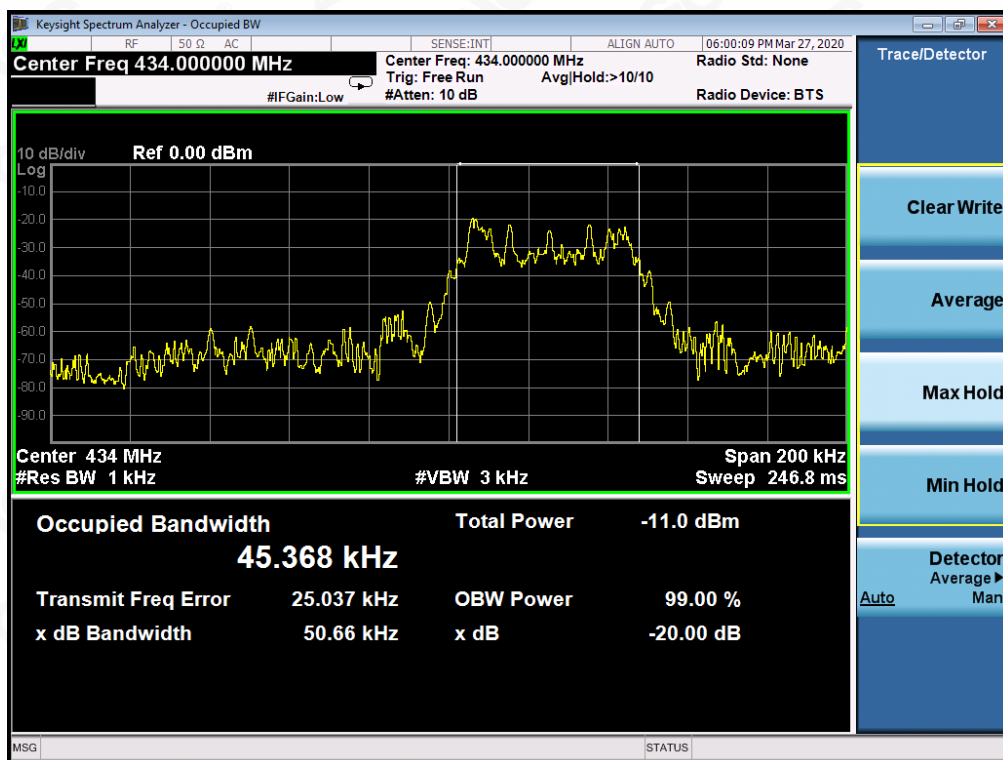 Keysight Spectrum Analyzer - Occupied BW
LXI RF 50 Ω AC SENSE:INT ALIGN AUTO 06:00:09 PM Mar 27, 2020
Center Freq 434.000000 MHz Center Freq: 434.000000 MHz Radio Std: None Trace/Detector
Trig: Free Run Avg|Hold:>10/10
#IFGain:Low #Atten: 10 dB Radio Device: BTS
10 dB/div Ref 0.00 dBm
Log
-10.0
-20.0
-30.0
-40.0
-50.0
-60.0
-70.0
-80.0
-90.0
Center 434 MHz Span 200 kHz
#Res BW 1 kHz #VBW 3 kHz Sweep 246.8 ms
Occupied Bandwidth Total Power -11.0 dBm
45.368 kHz
Transmit Freq Error 25.037 kHz OBW Power 99.00 %
x dB Bandwidth 50.66 kHz x dB -20.00 dB
Clear Write
Average
Max Hold
Min Hold
Detector
Average
Auto Man
MSG STATUS